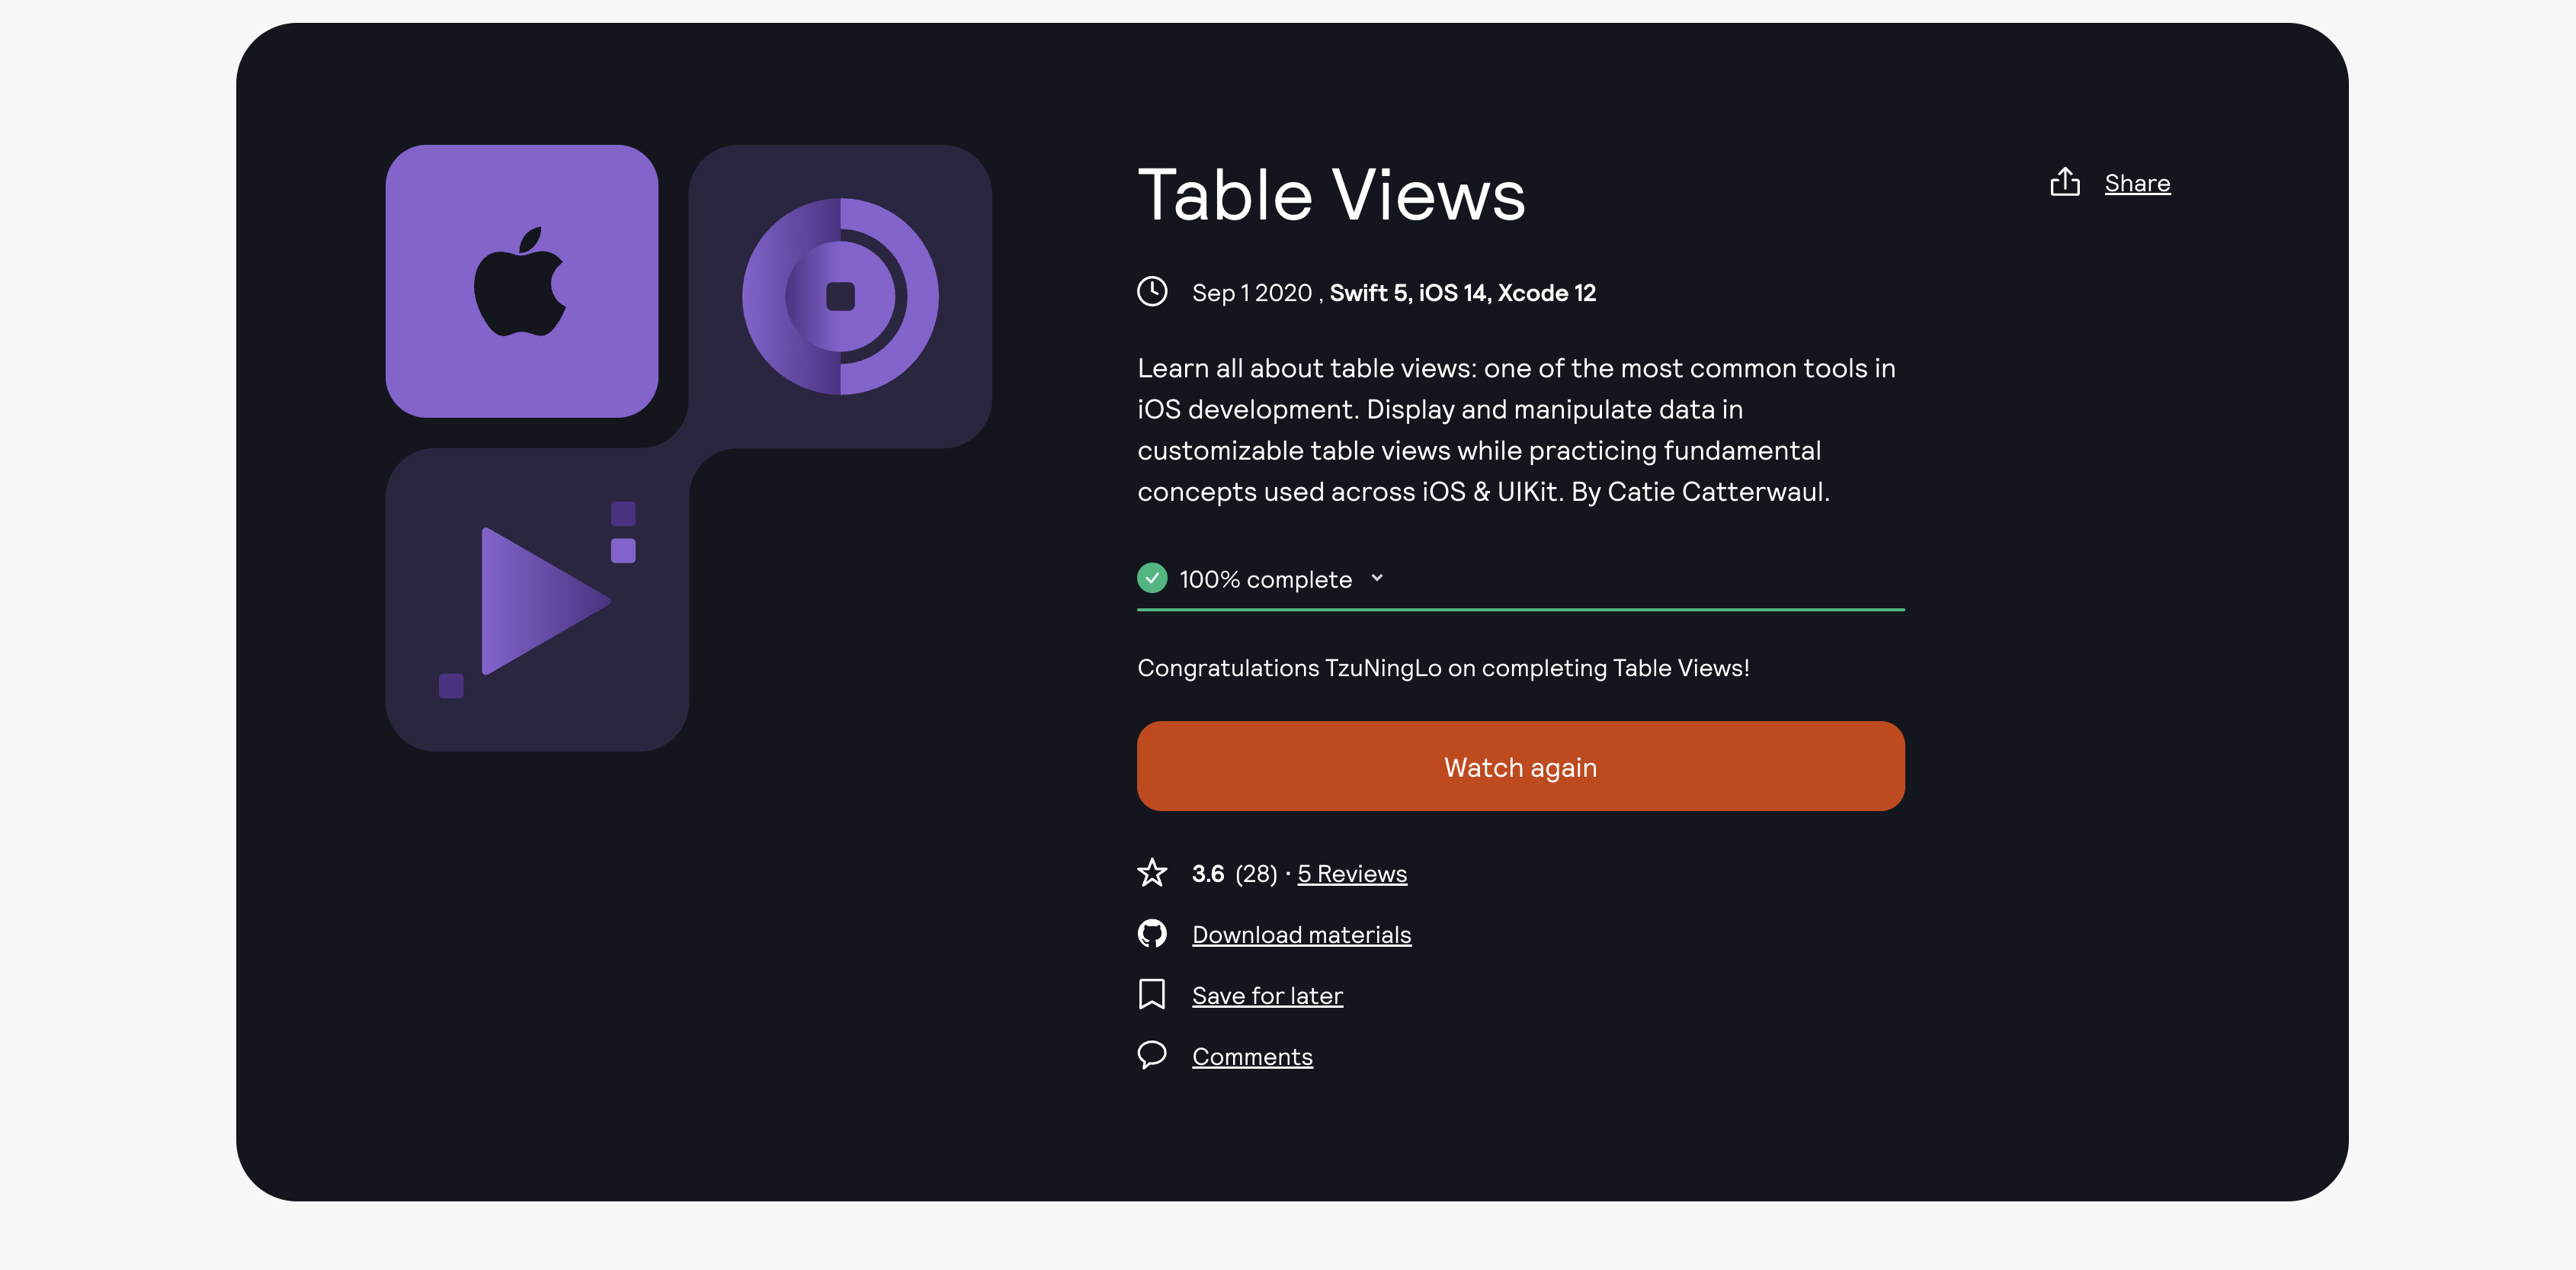 Table Views
Share
Sep 1 2020 , Swift 5, iOS 14, Xcode 12
Learn all about table views: one of the most common tools in
iOS development. Display and manipulate data in
customizable table views while practicing fundamental
concepts used across iOS & UIKit. By Catie Catterwaul.
100% complete
Congratulations TzuNingLo on completing Table Views!
Watch again
3.6 (28) · 5 Reviews
Download materials
Save for later
Comments